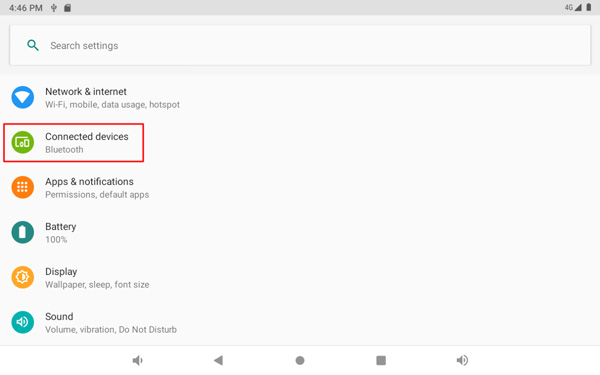 4:46 PM
4G
Search settings
Network & internet
Wi-Fi, mobile, data usage, hotspot
Connected devices
Bluetooth
Apps & notifications
Permissions, default apps
Battery
100%
Display
Wallpaper, sleep, font size
Sound
Volume, vibration, Do Not Disturb